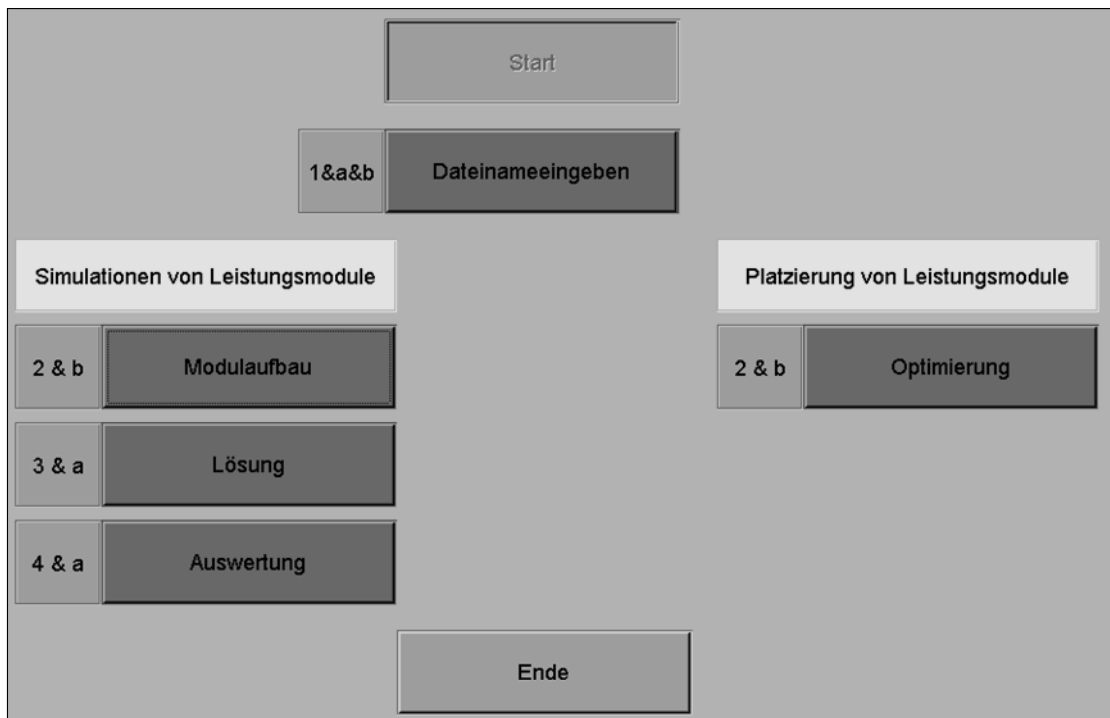 Start
1&a&b Dateinameeingeben
Simulationen von Leistungsmodule Platzierung von Leistungsmodule
2 & b Modulaufbau 2 & b Optimierung
3 & a Lösung
4 & a Auswertung
Ende